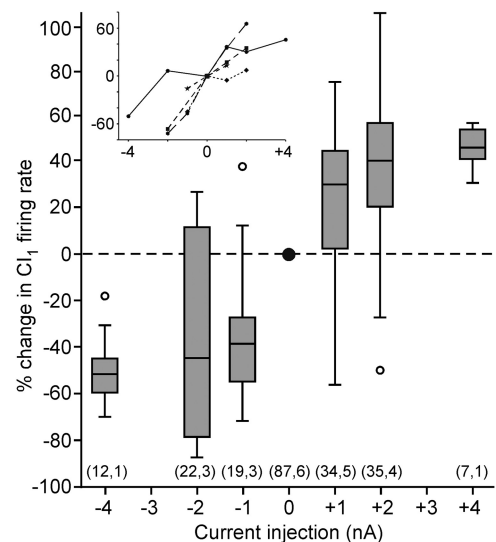 100
80
60
40
20
0
-20
-40
-60
-80
-100
% change in CI₁ firing rate
60
0
-60
-4 0 +4
(12,1) (22,3) (19,3) (87,6) (34,5) (35,4) (7,1)
-4 -3 -2 -1 0 +1 +2 +3 +4
Current injection (nA)